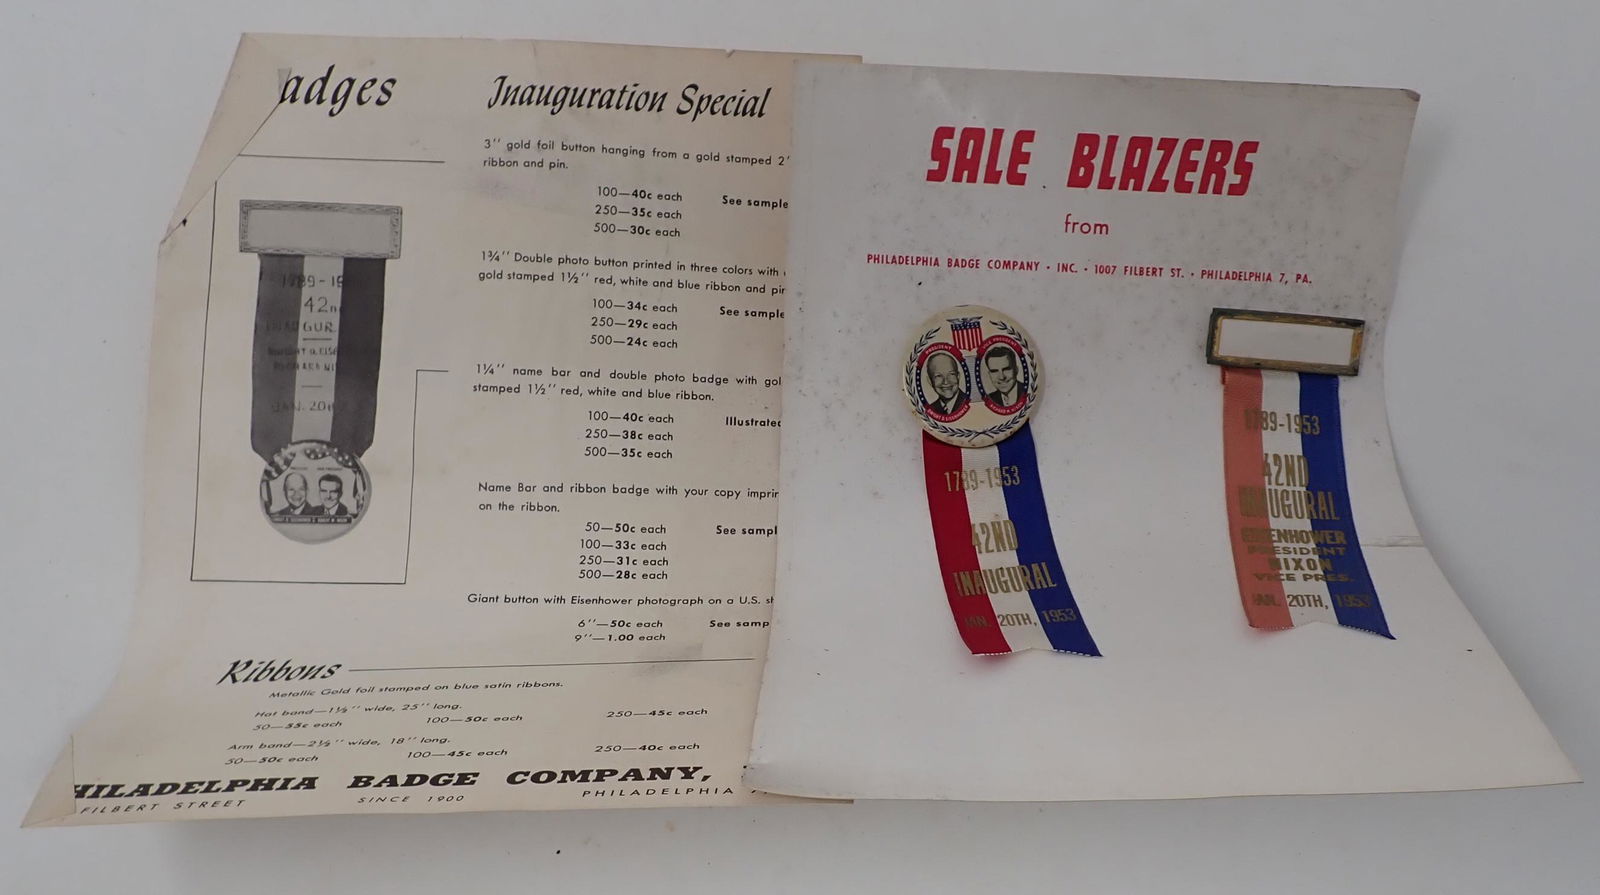 adges
Inauguration Special
3" gold foil button hanging from a gold stamped 2"
ribbon and pin.
100—40c each
250—35c each
500—30c each
See sample
1¾" Double photo button printed in three colors with
gold stamped 1½" red, white and blue ribbon and pin
100—34c each
250—29c each
500—24c each
See sample
1¼" name bar and double photo badge with gol
stamped 1½" red, white and blue ribbon.
100—40c each
250—38c each
500—35c each
Illustrated
Name Bar and ribbon badge with your copy imprin
on the ribbon.
50—50c each
100—33c each
250—31c each
500—28c each
See sampl
Giant button with Eisenhower photograph on a U.S. sh
6"—50c each
9"—1.00 each
See samp
1789-19
42n
INAUGUR
JAN. 20th
Ribbons
Metallic Gold foil stamped on blue satin ribbons.
Hat band—1½" wide, 25" long.
50—55c each 100—50c each 250—45c each
Arm band—2½" wide, 18" long.
50—50c each 100—45c each 250—40c each
HILADELPHIA BADGE COMPANY,
FILBERT STREET SINCE 1900 PHILADELPHIA
SALE BLAZERS
from
PHILADELPHIA BADGE COMPANY • INC. • 1007 FILBERT ST. • PHILADELPHIA 7, PA.
PRESIDENT
VICE PRESIDENT
DWIGHT D. EISENHOWER
RICHARD M. NIXON
1789-1953
42ND
INAUGURAL
JAN. 20TH, 1953
1789-1953
42ND
INAUGURAL
EISENHOWER
PRESIDENT
NIXON
VICE PRES.
JAN. 20TH, 1953